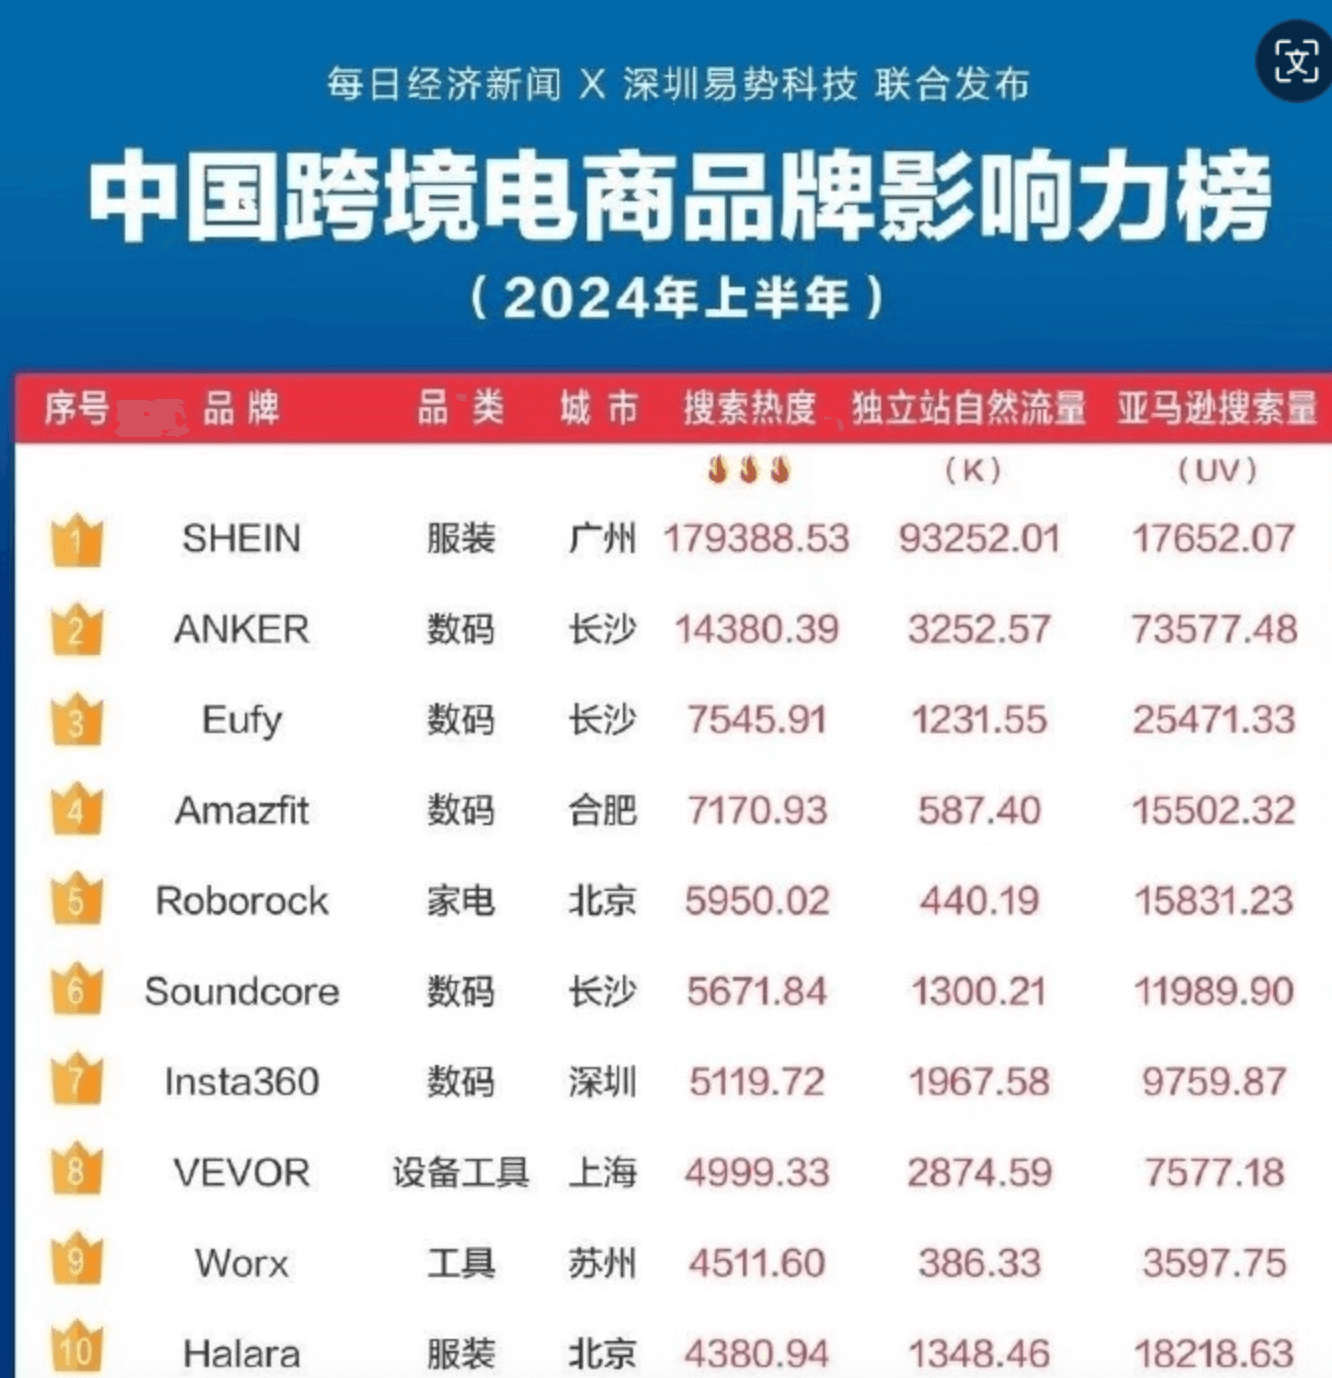 每日经济新闻 X 深圳易势科技 联合发布
中国跨境电商品牌影响力榜
（2024年上半年）
序号 品牌 品类 城市 搜索热度 独立站自然流量 亚马逊搜索量
（K） （UV）
1 SHEIN 服装 广州 179388.53 93252.01 17652.07
2 ANKER 数码 长沙 14380.39 3252.57 73577.48
3 Eufy 数码 长沙 7545.91 1231.55 25471.33
4 Amazfit 数码 合肥 7170.93 587.40 15502.32
5 Roborock 家电 北京 5950.02 440.19 15831.23
6 Soundcore 数码 长沙 5671.84 1300.21 11989.90
7 Insta360 数码 深圳 5119.72 1967.58 9759.87
8 VEVOR 设备工具 上海 4999.33 2874.59 7577.18
9 Worx 工具 苏州 4511.60 386.33 3597.75
10 Halara 服装 北京 4380.94 1348.46 18218.63